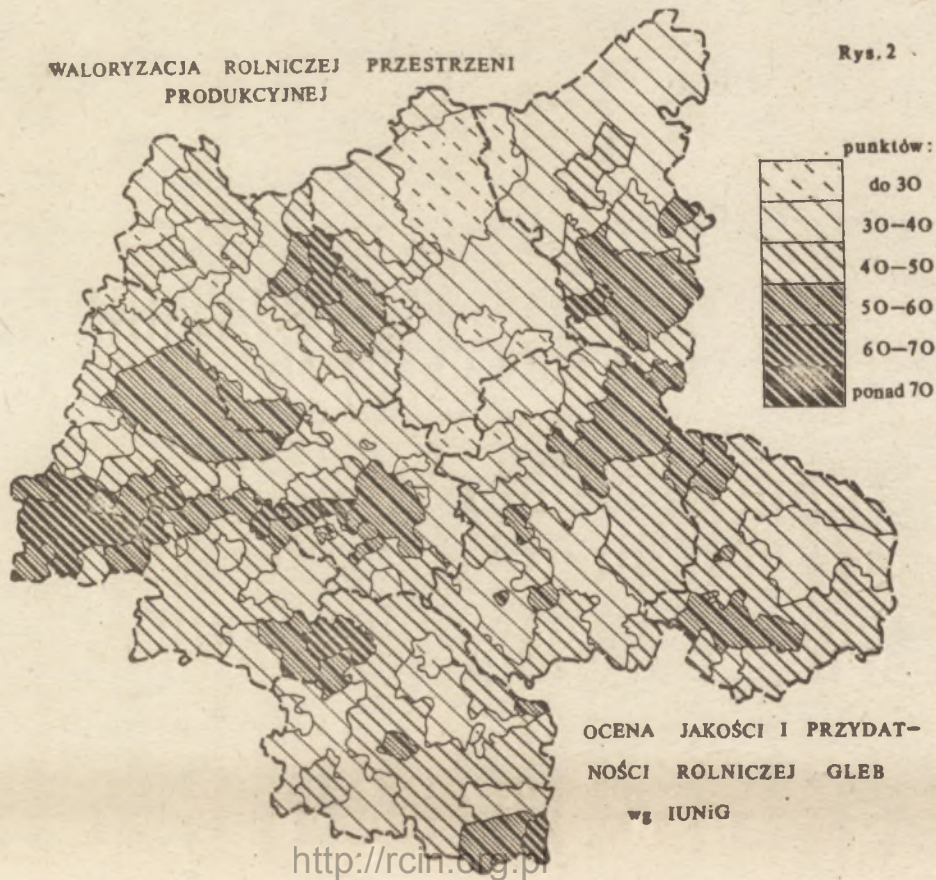 WALORYZACJA ROLNICZEJ PRZESTRZENI
PRODUKCYJNEJ
Rys. 2
punktów:
do 30
30–40
40–50
50–60
60–70
ponad 70
OCENA JAKOŚCI I PRZYDAT–
NOŚCI ROLNICZEJ GLEB
wg IUNiG
http://rcin.org.pl